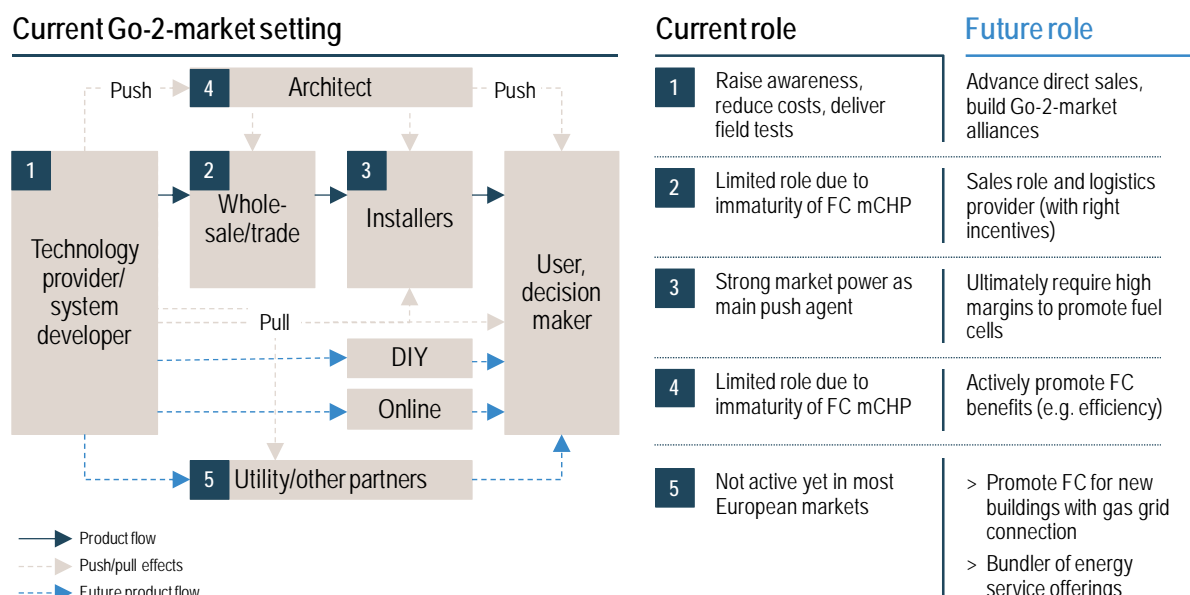 Current Go-2-market setting
Push
4
Architect
Push
1
Technology
provider/
system
developer
2
Whole-
sale/trade
3
Installers
User,
decision
maker
Pull
DIY
Online
5
Utility/other partners
Product flow
Push/pull effects
Future product flow
Current role
Future role
1
Raise awareness,
reduce costs, deliver
field tests
Advance direct sales,
build Go-2-market
alliances
2
Limited role due to
immaturity of FC mCHP
Sales role and logistics
provider (with right
incentives)
3
Strong market power as
main push agent
Ultimately require high
margins to promote fuel
cells
4
Limited role due to
immaturity of FC mCHP
Actively promote FC
benefits (e.g. efficiency)
5
Not active yet in most
European markets
> Promote FC for new
buildings with gas grid
connection
> Bundler of energy
service offerings